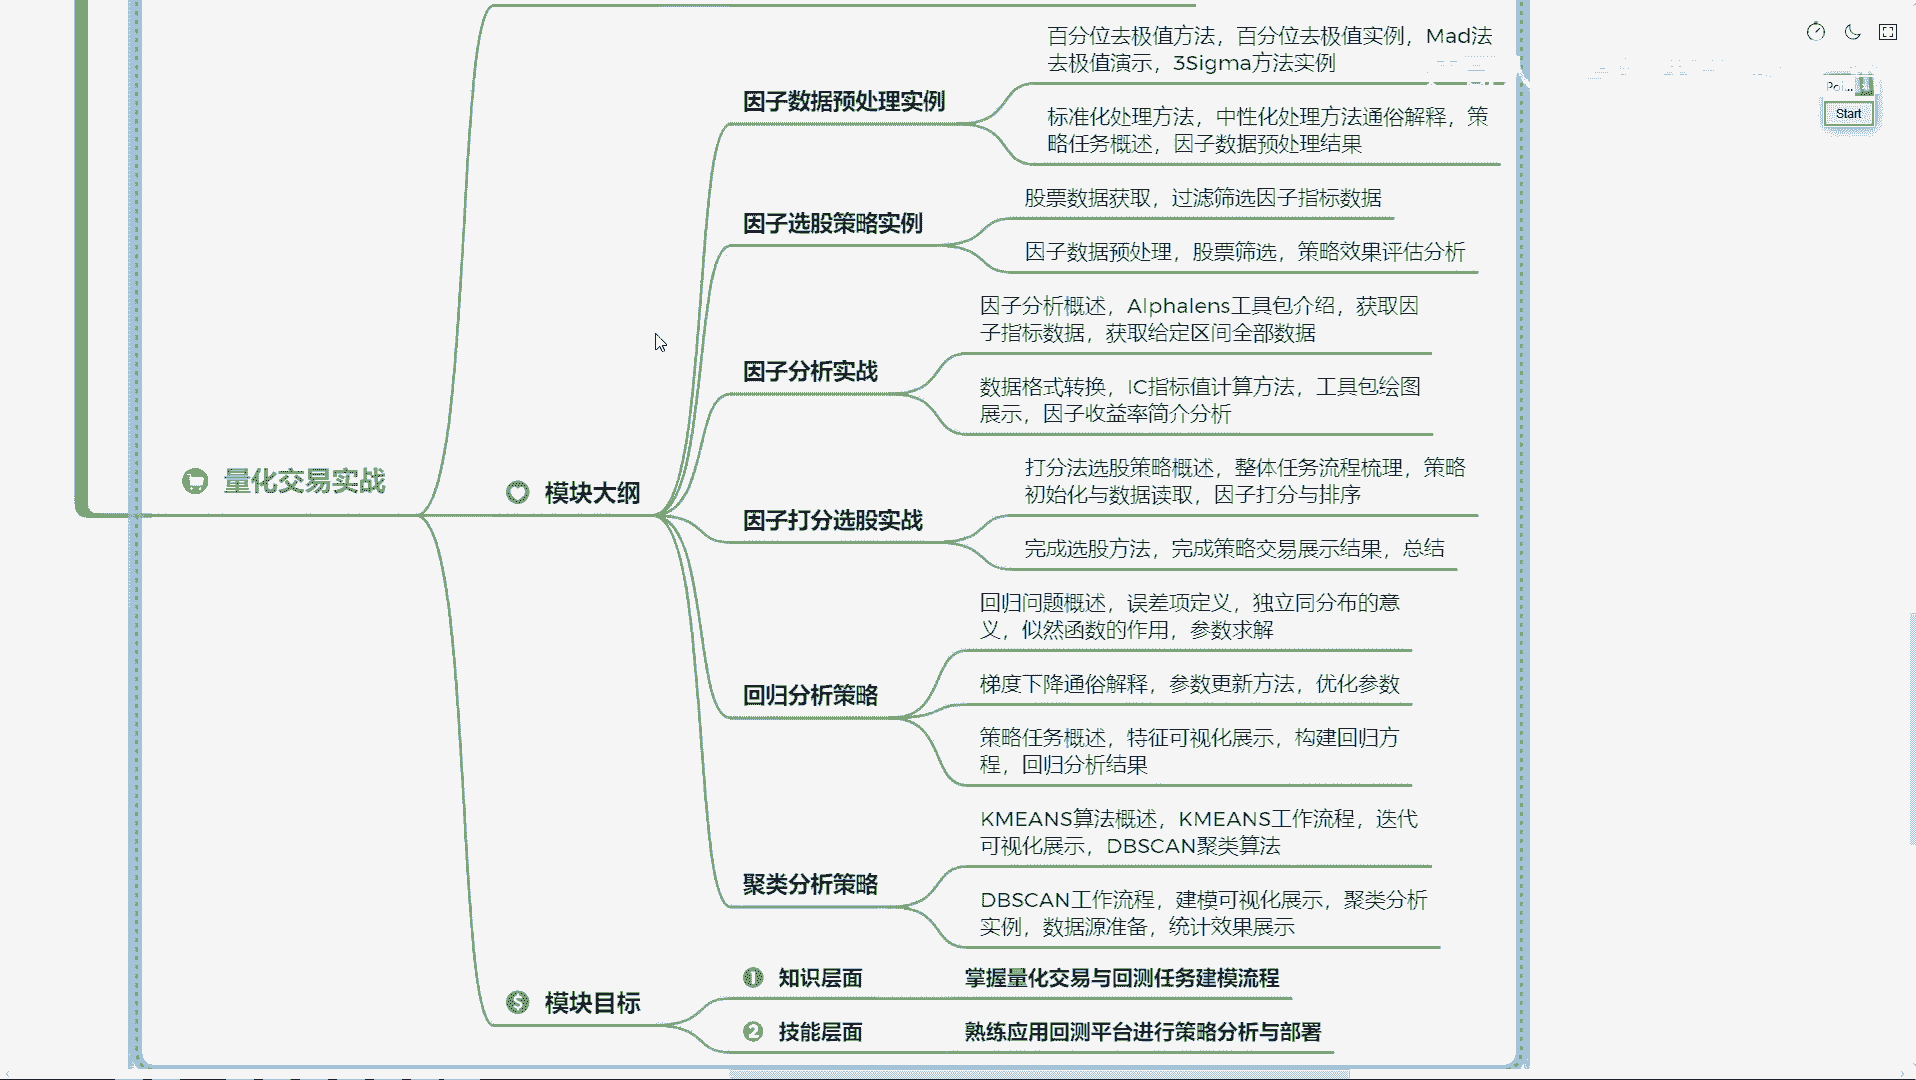 百分位去极值方法，百分位去极值实例，Mad法
去极值演示，3Sigma方法实例
因子数据预处理实例
标准化处理方法，中性化处理方法通俗解释，策
略任务概述，因子数据预处理结果
股票数据获取，过滤筛选因子指标数据
因子选股策略实例
因子数据预处理，股票筛选，策略效果评估分析
因子分析概述，Alphalens工具包介绍，获取因
子指标数据，获取给定区间全部数据
因子分析实战
数据格式转换，IC指标值计算方法，工具包绘图
展示，因子收益率简介分析
量化交易实战
模块大纲
打分法选股策略概述，整体任务流程梳理，策略
初始化与数据读取，因子打分与排序
因子打分选股实战
完成选股方法，完成策略交易展示结果，总结
回归问题概述，误差项定义，独立同分布的意
义，似然函数的作用，参数求解
回归分析策略
梯度下降通俗解释，参数更新方法，优化参数
策略任务概述，特征可视化展示，构建回归方
程，回归分析结果
KMEANS算法概述，KMEANS工作流程，迭代
可视化展示，DBSCAN聚类算法
聚类分析策略
DBSCAN工作流程，建模可视化展示，聚类分析
实例，数据源准备，统计效果展示
模块目标
1 知识层面 掌握量化交易与回测任务建模流程
2 技能层面 熟练应用回测平台进行策略分析与部署
Poi...
Start